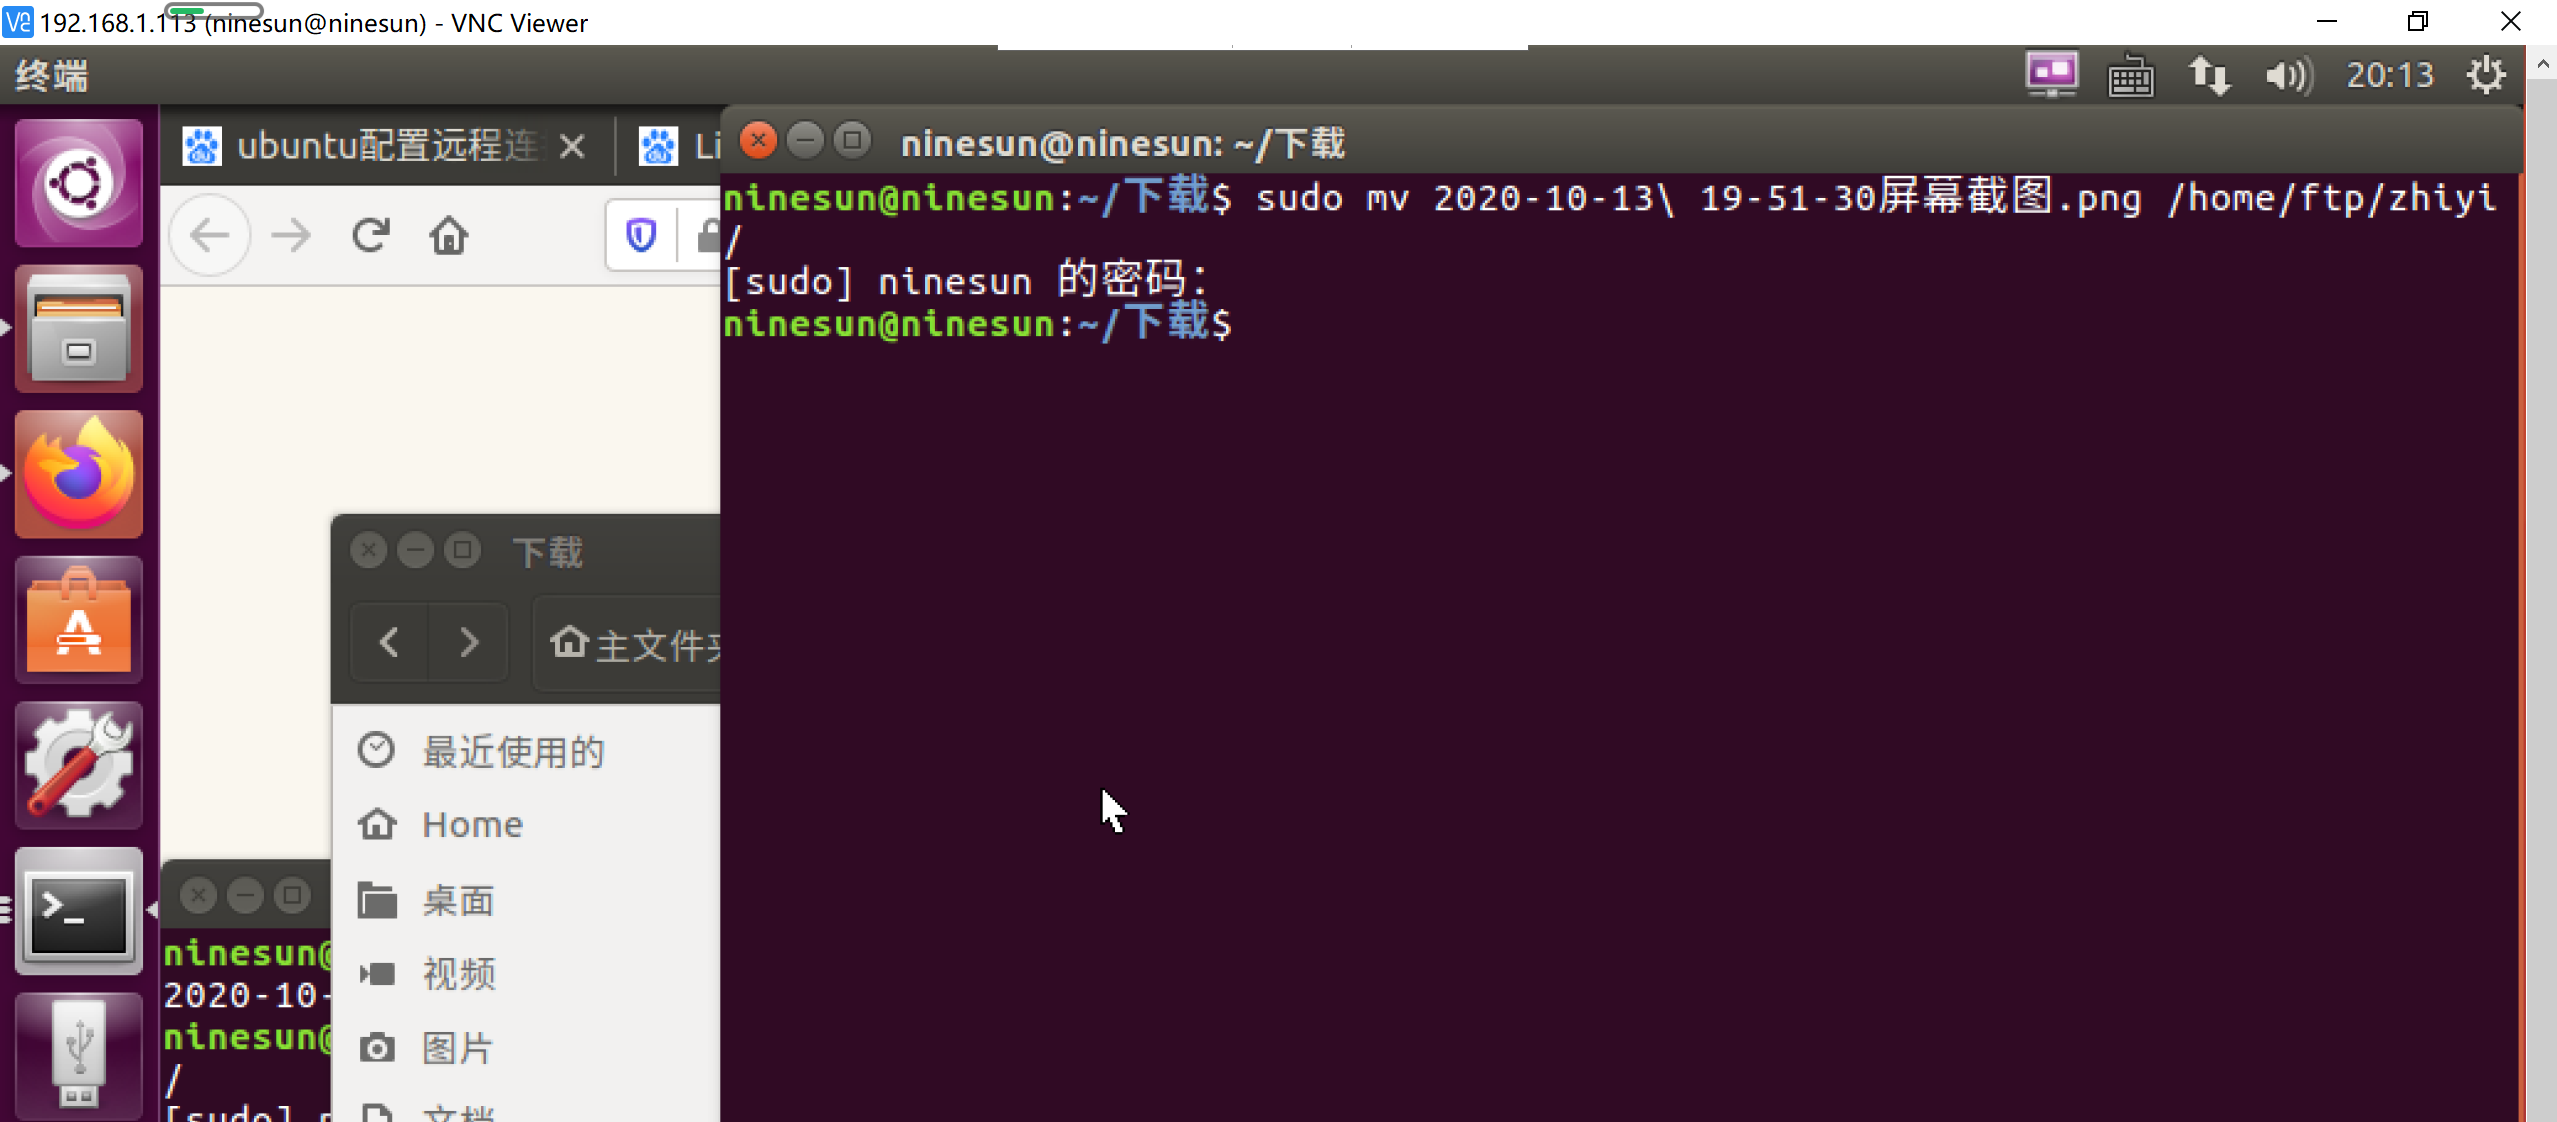 192.168.1.113 (ninesun@ninesun) - VNC Viewer
终端
20:13
ubuntu配置远程连
Li
ninesun@ninesun: ~/下载
ninesun@ninesun:~/下载$ sudo mv 2020-10-13\ 19-51-30屏幕截图.png /home/ftp/zhiyi
/
[sudo] ninesun 的密码：
ninesun@ninesun:~/下载$
下载
主文件夹
最近使用的
Home
桌面
视频
图片
文档
ninesun@
2020-10-
ninesun@
/
[sudo] n